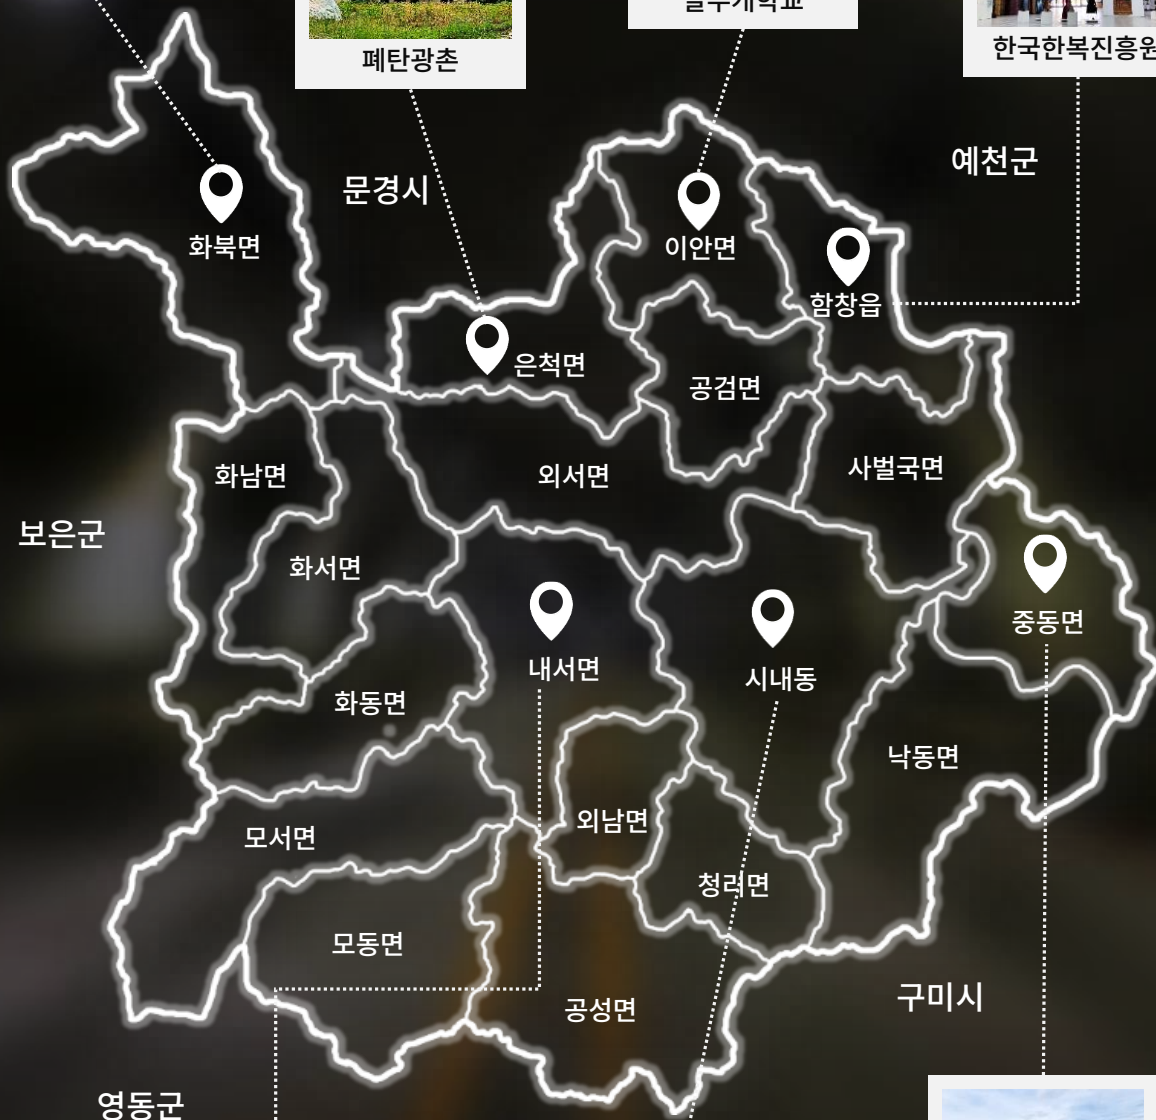 폐탄광촌
한국한복진흥원
예천군
문경시
화북면
이안면
함창읍
은척면
공검면
화남면
외서면
사벌국면
보은군
화서면
중동면
내서면
시내동
화동면
낙동면
외남면
모서면
청리면
모동면
구미시
공성면
영동군